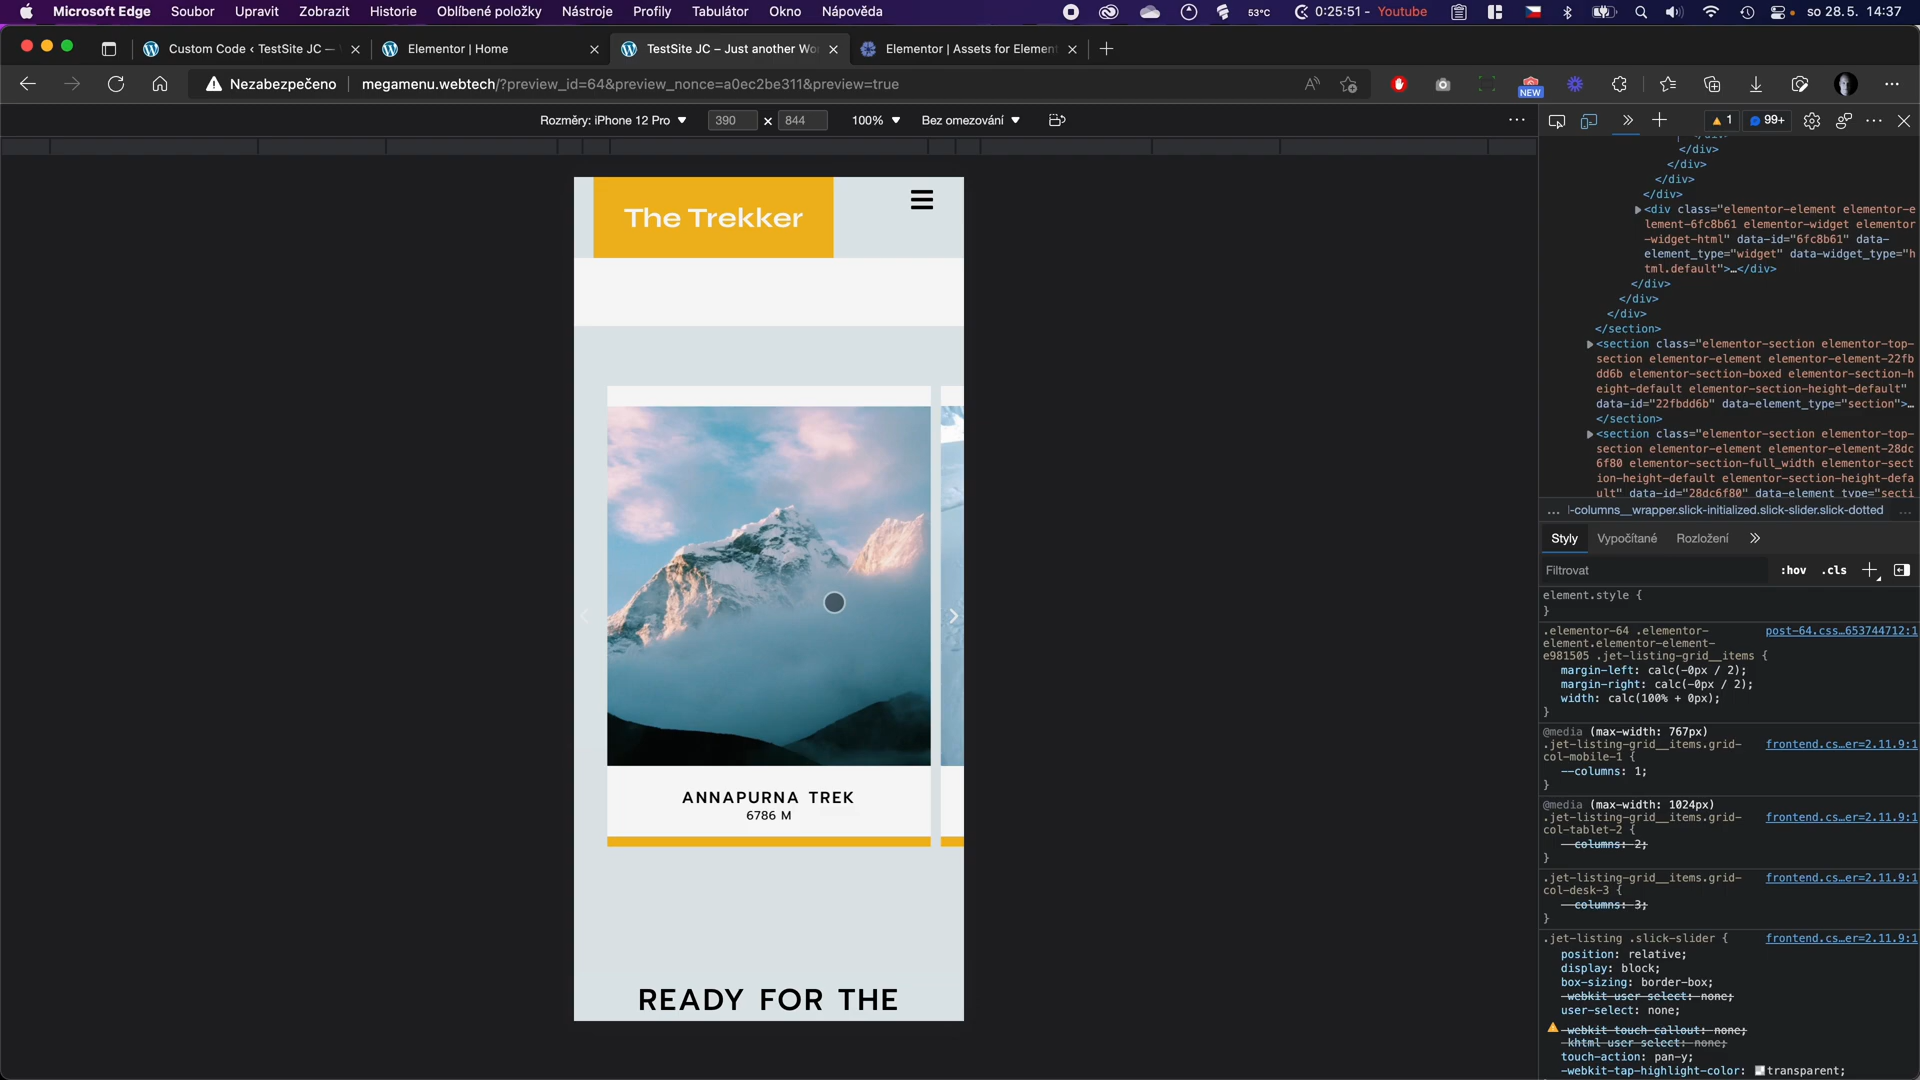 Microsoft Edge Soubor Upravit Zobrazit Historie Oblíbené položky Nástroje Profily Tabulátor Okno Nápověda 53°C 0:25:51 - Youtube so 28.5. 14:37
Custom Code ‹ TestSite JC — Elementor | Home TestSite JC – Just another Wo Elementor | Assets for Element
Nezabezpečeno megamenu.webtech/?preview_id=64&preview_nonce=a0ec2be311&preview=true NEW
Rozměry: iPhone 12 Pro 390 × 844 100% Bez omezování 1 99+
The Trekker
ANNAPURNA TREK
6786 M
READY FOR THE
</div>
</div>
</div>
</div>
<div class="elementor-element elementor-e
lement-6fc8b61 elementor-widget elementor
-widget-html" data-id="6fc8b61" data-
element_type="widget" data-widget_type="h
tml.default">…</div>
</div>
</div>
</div>
</section>
<section class="elementor-section elementor-top-
section elementor-element elementor-element-22fb
dd6b elementor-section-boxed elementor-section-h
eight-default elementor-section-height-default"
data-id="22fbdd6b" data-element_type="section">…
</section>
<section class="elementor-section elementor-top-
section elementor-element elementor-element-28dc
6f80 elementor-section-full_width elementor-sect
ion-height-default elementor-section-height-defa
ult" data-id="28dc6f80" data-element_type="secti
… l-columns__wrapper.slick-initialized.slick-slider.slick-dotted …
Styly Vypočítané Rozložení
Filtrovat :hov .cls
element.style {
}
.elementor-64 .elementor- post-64.css…653744712:1
element.elementor-element-
e981505 .jet-listing-grid__items {
margin-left: calc(-0px / 2);
margin-right: calc(-0px / 2);
width: calc(100% + 0px);
}
@media (max-width: 767px)
.jet-listing-grid__items.grid- frontend.cs…er=2.11.9:1
col-mobile-1 {
--columns: 1;
}
@media (max-width: 1024px)
.jet-listing-grid__items.grid- frontend.cs…er=2.11.9:1
col-tablet-2 {
--columns: 2;
}
.jet-listing-grid__items.grid- frontend.cs…er=2.11.9:1
col-desk-3 {
--columns: 3;
}
.jet-listing .slick-slider { frontend.cs…er=2.11.9:1
position: relative;
display: block;
box-sizing: border-box;
-webkit-user-select: none;
user-select: none;
-webkit-touch-callout: none;
-khtml-user-select: none;
touch-action: pan-y;
-webkit-tap-highlight-color: transparent;